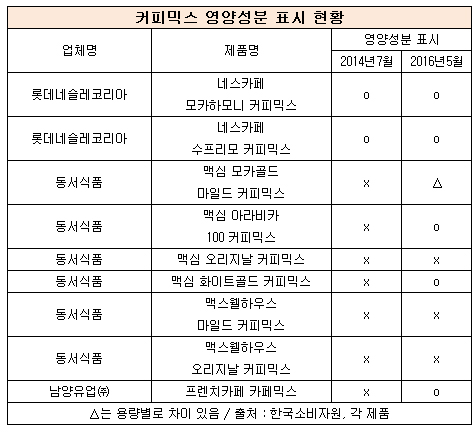 커피믹스 영양성분 표시 현황
업체명 제품명 영양성분 표시
2014년7월 2016년5월
롯데네슬레코리아 네스카페 모카하모니 커피믹스 o o
롯데네슬레코리아 네스카페 수프리모 커피믹스 o o
동서식품 맥심 모카골드 마일드 커피믹스 x △
동서식품 맥심 아라비카 100 커피믹스 x o
동서식품 맥심 오리지날 커피믹스 x x
동서식품 맥심 화이트골드 커피믹스 x o
동서식품 맥스웰하우스 마일드 커피믹스 x x
동서식품 맥스웰하우스 오리지날 커피믹스 x x
남양유업㈜ 프렌치카페 카페믹스 x o
△는 용량별로 차이 있음 / 출처 : 한국소비자원, 각 제품